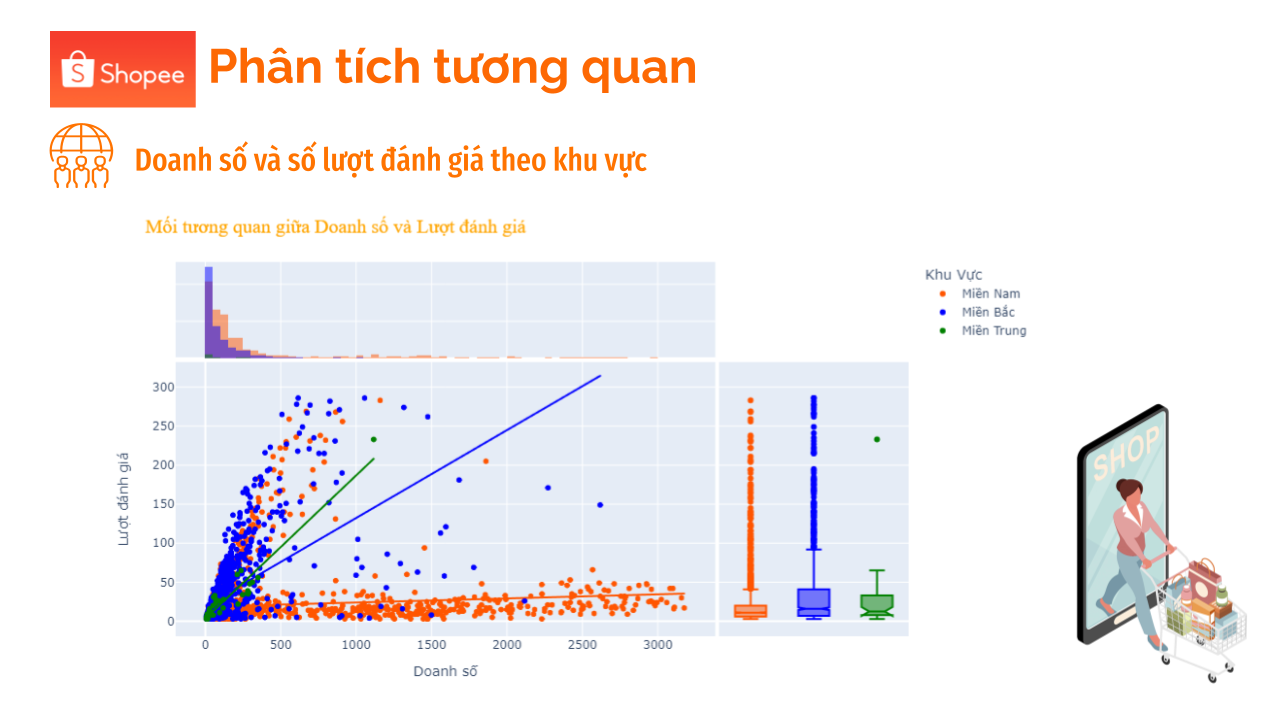 Shopee
Phân tích tương quan
Doanh số và số lượt đánh giá theo khu vực
Mối tương quan giữa Doanh số và Lượt đánh giá
Khu Vực
Miền Nam
Miền Bắc
Miền Trung
Lượt đánh giá
300
250
200
150
100
50
0
0 500 1000 1500 2000 2500 3000
Doanh số
SHOP